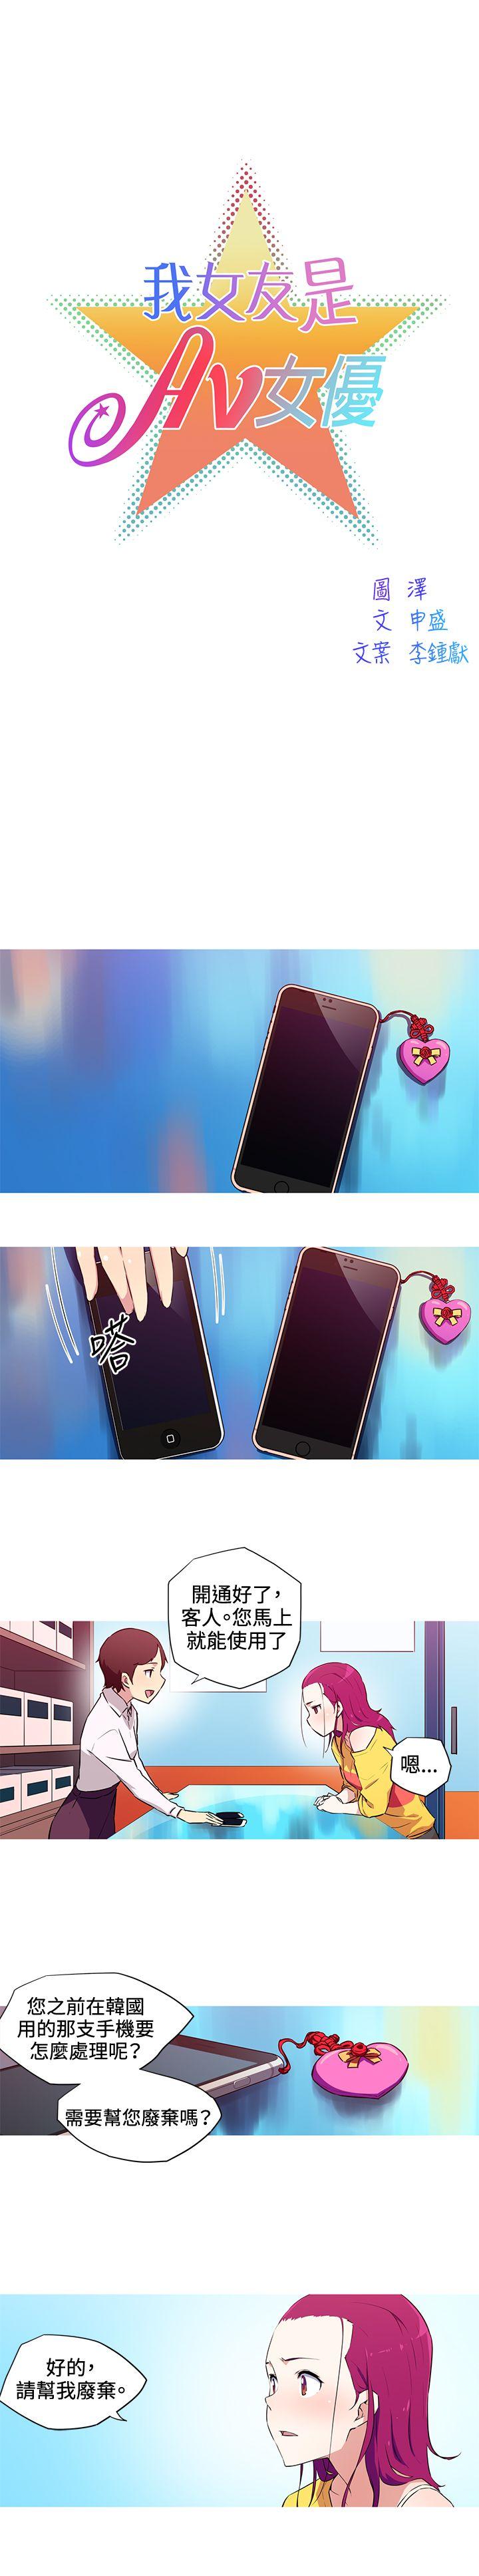 我女友是
AV女優
圖 澤
文 申盛
文案 李鍾獻
嗒
開通好了,
客人。您馬上
就能使用了
嗯...
您之前在韓國
用的那支手機要
怎麼處理呢?
需要幫您廢棄嗎?
好的,
請幫我廢棄。